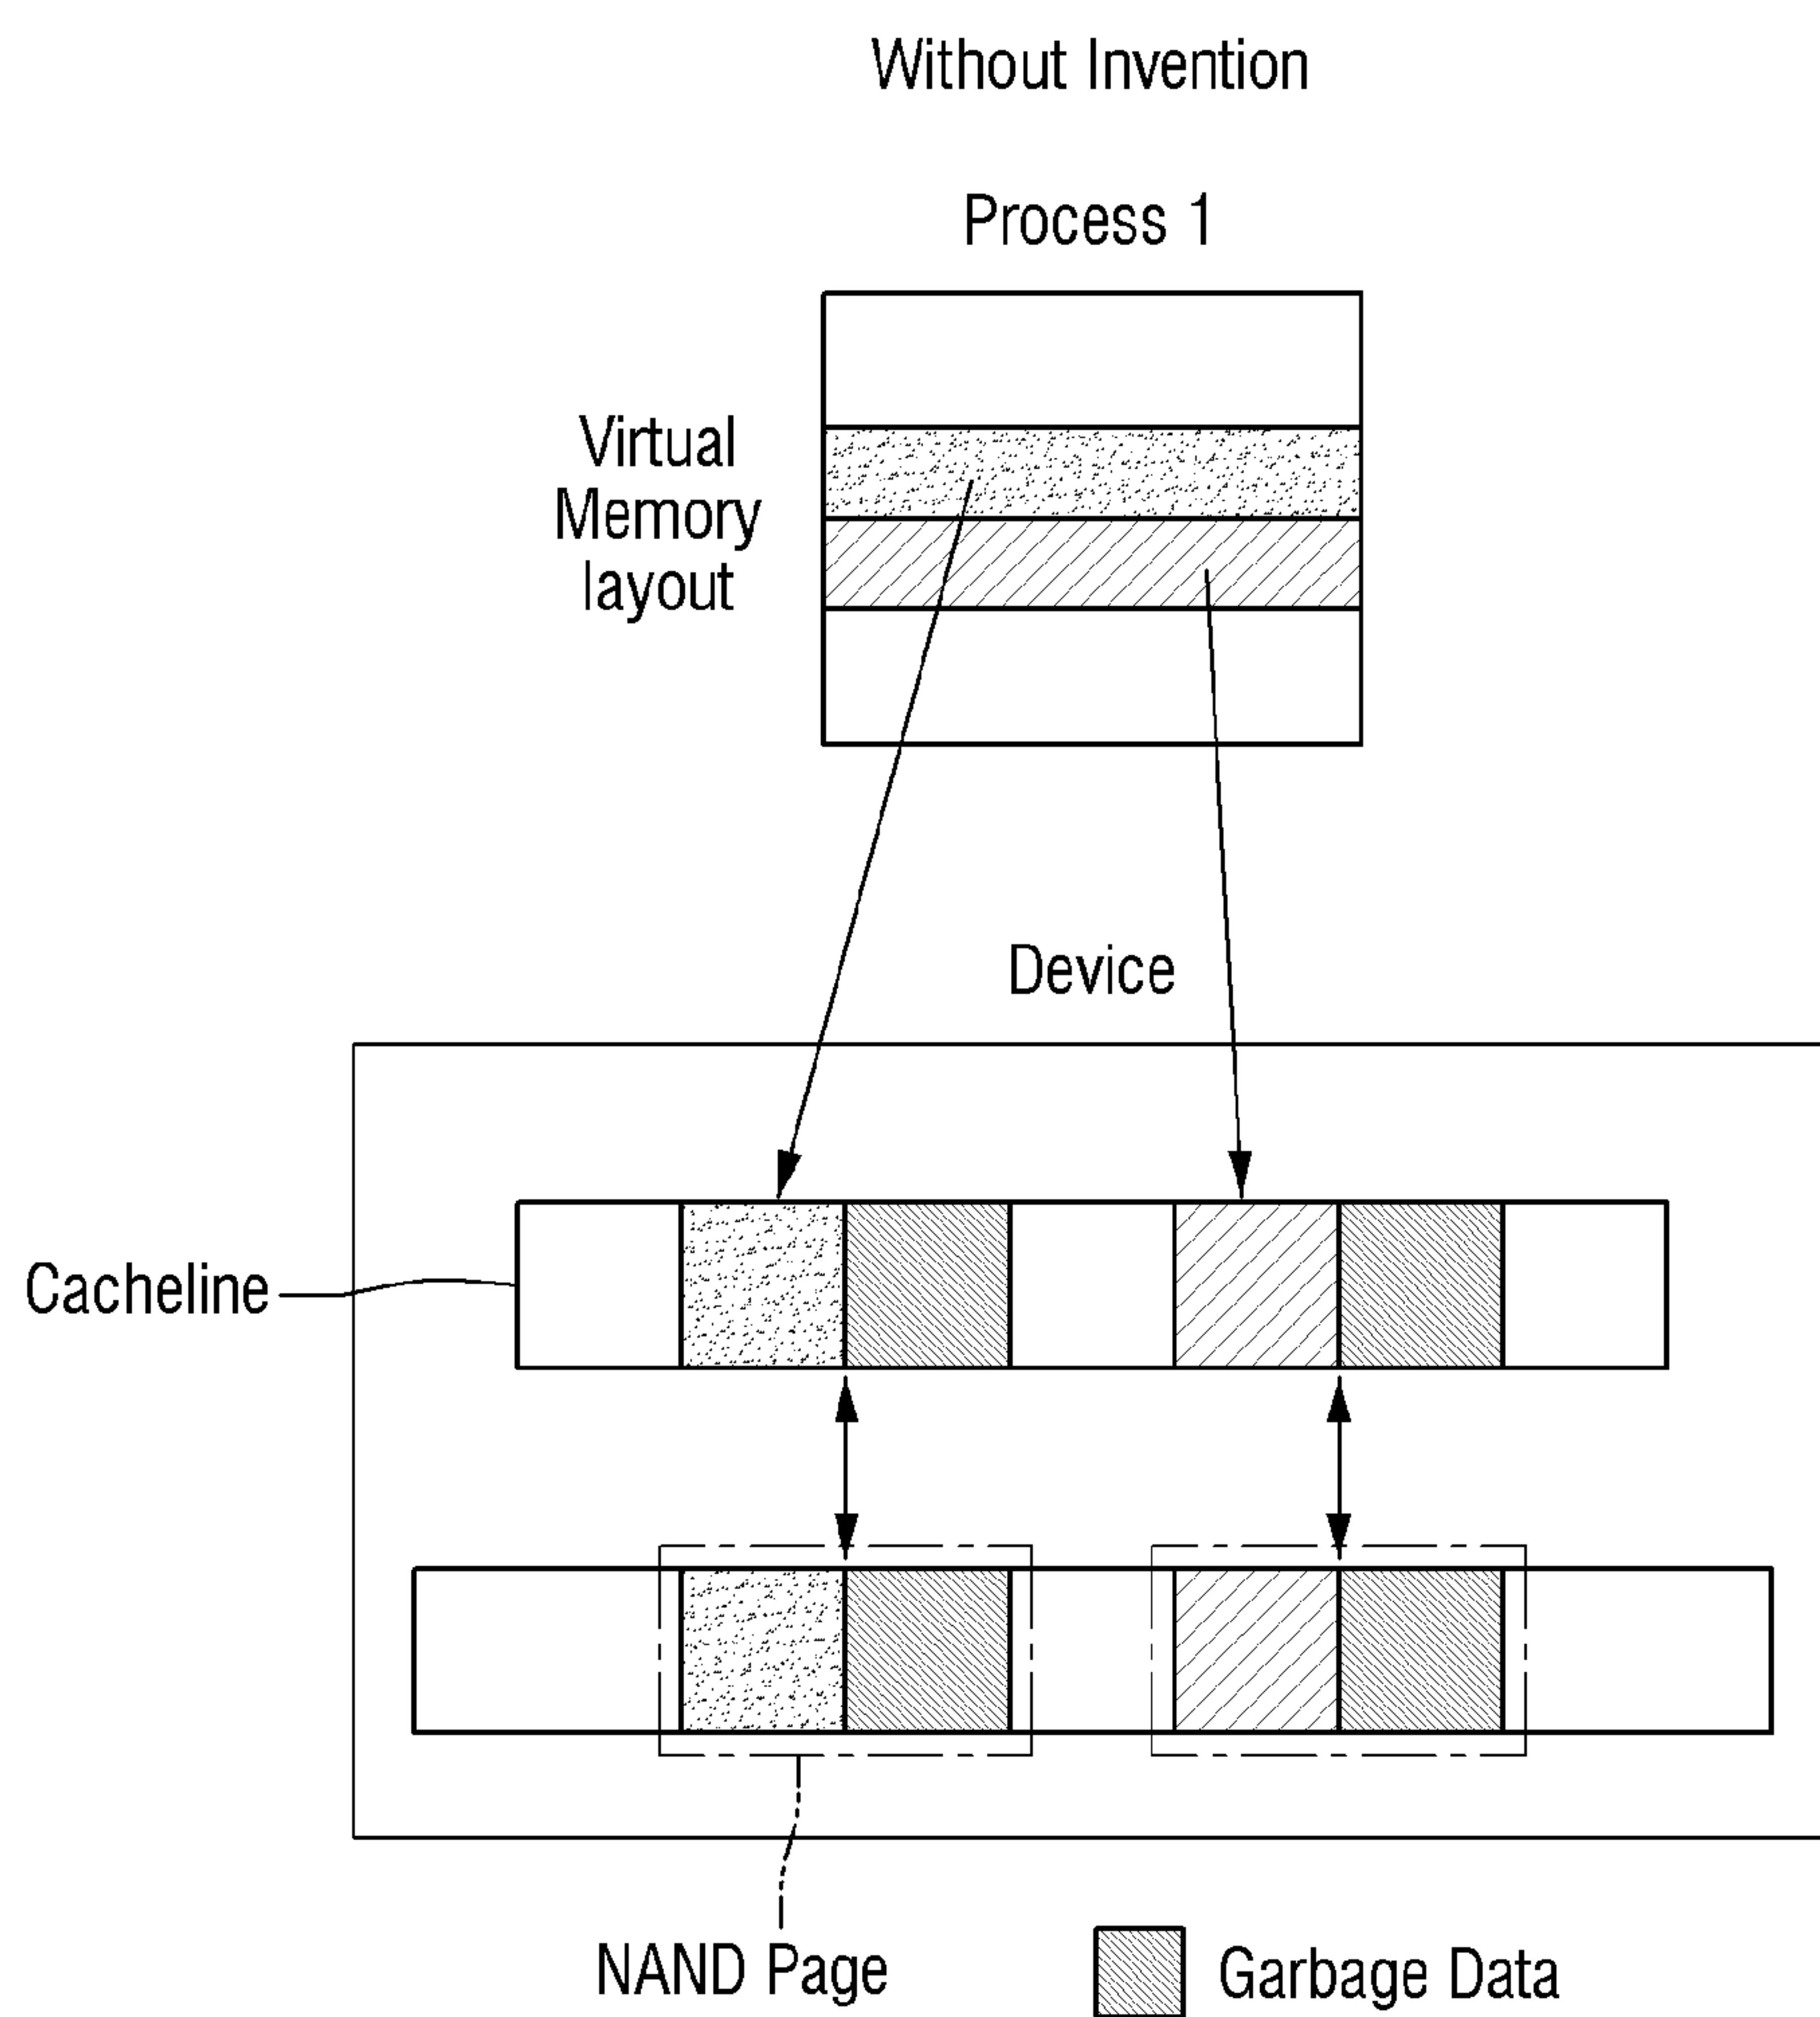 Without Invention
Process 1
Virtual
Memory
layout
Device
Cacheline
NAND Page
Garbage Data